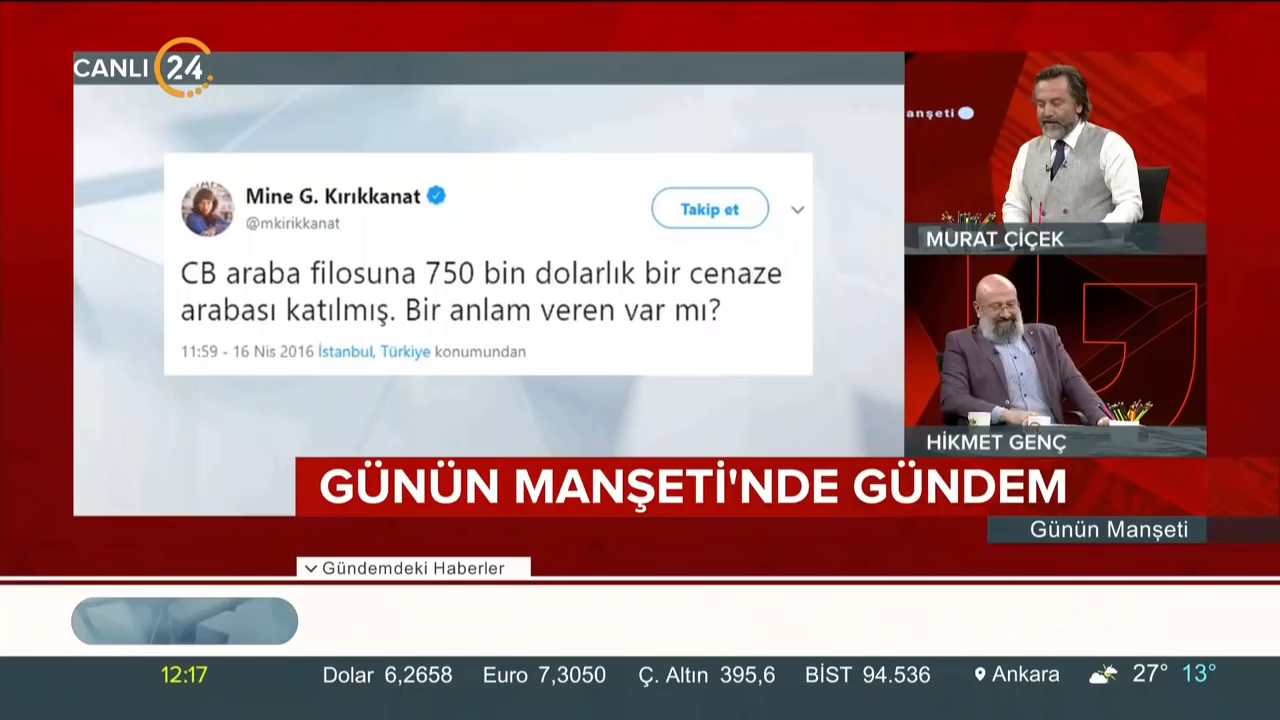 CANLI 24
anşeti
Mine G. Kırıkkanat
@mkirikkanat
Takip et
CB araba filosuna 750 bin dolarlık bir cenaze
arabası katılmış. Bir anlam veren var mı?
11:59 - 16 Nis 2016 İstanbul, Türkiye konumundan
MURAT ÇİÇEK
HİKMET GENÇ
GÜNÜN MANŞETİ'NDE GÜNDEM
Günün Manşeti
Gündemdeki Haberler
12:17 Dolar 6,2658 Euro 7,3050 Ç. Altın 395,6 BİST 94.536 Ankara 27° 13°